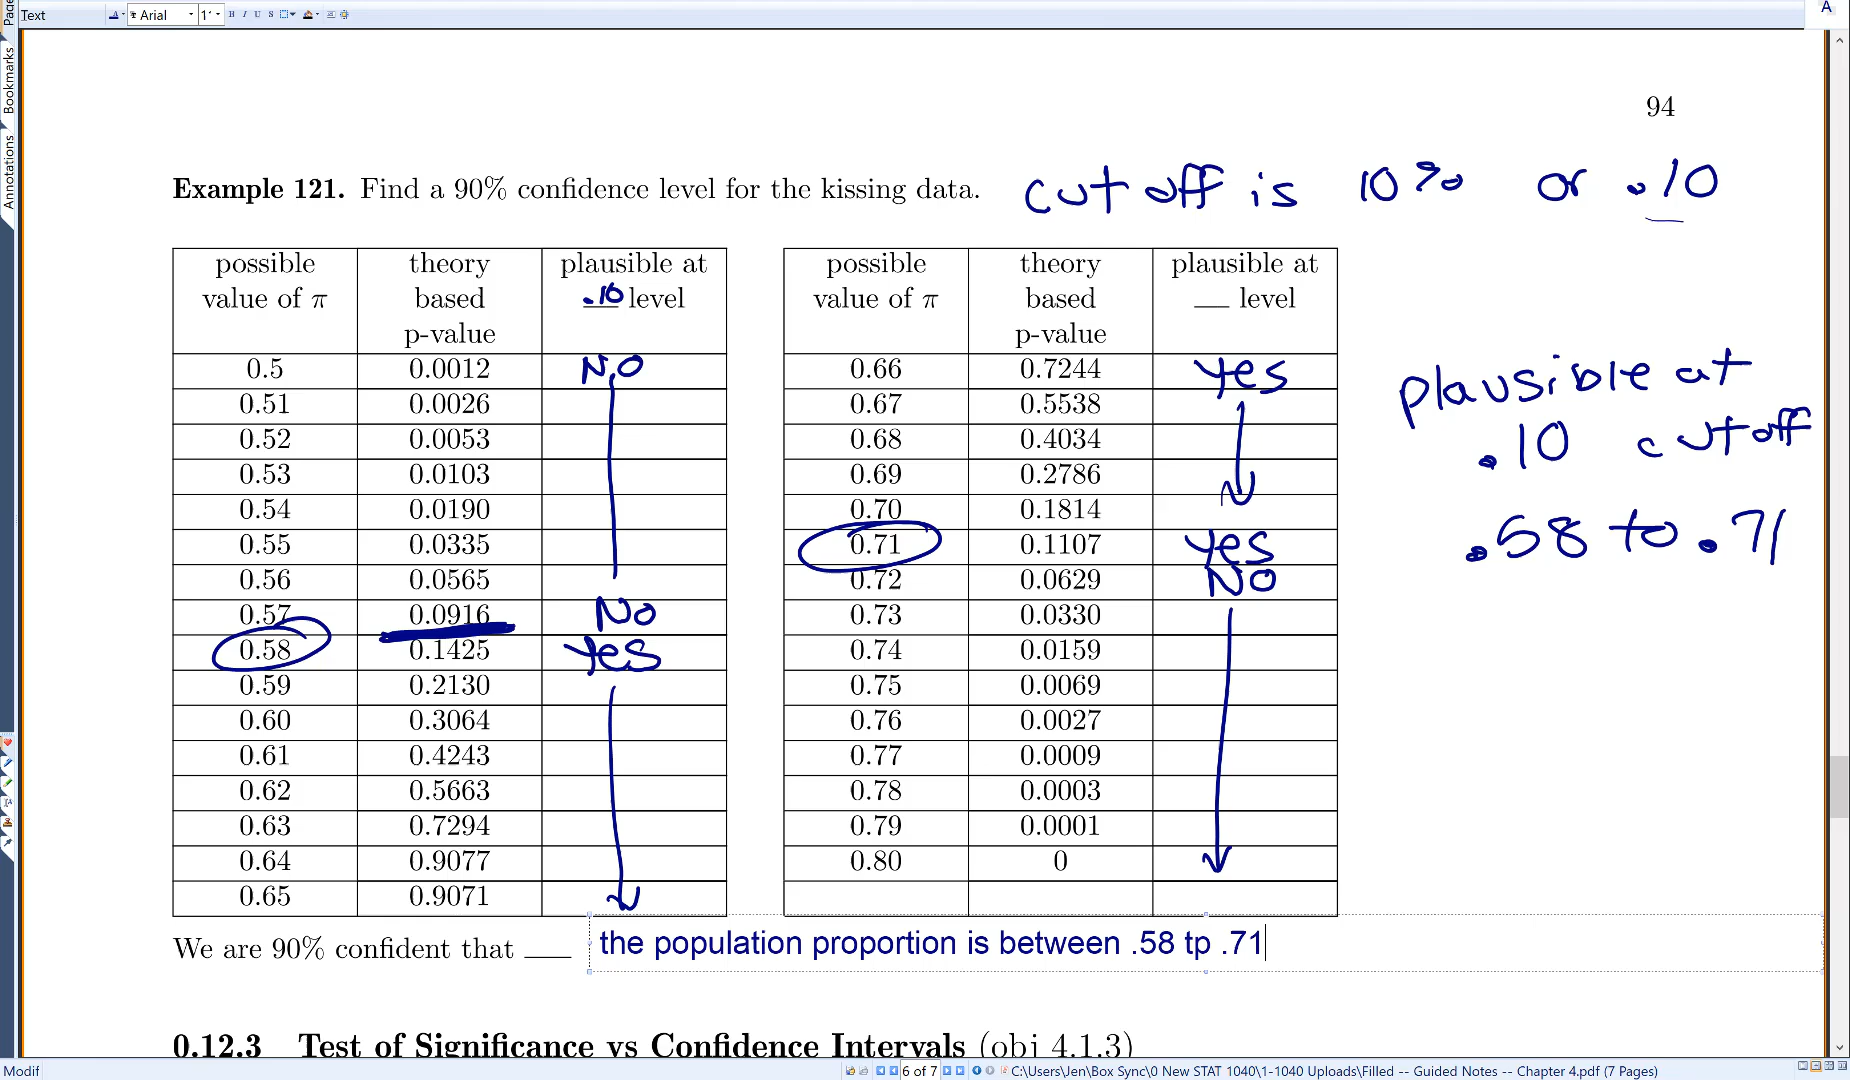 Text
Arial
A
Bookmarks
Annotations
94
Example 121. Find a 90% confidence level for the kissing data. cut off is 10% or .10
possible value of π | theory based p-value | plausible at .10 level
0.5 0.0012 NO
0.51 0.0026
0.52 0.0053
0.53 0.0103
0.54 0.0190
0.55 0.0335
0.56 0.0565
0.57 0.0916 NO
0.58 0.1425 Yes
0.59 0.2130
0.60 0.3064
0.61 0.4243
0.62 0.5663
0.63 0.7294
0.64 0.9077
0.65 0.9071
possible value of π | theory based p-value | plausible at __ level
0.66 0.7244 Yes
0.67 0.5538
0.68 0.4034
0.69 0.2786
0.70 0.1814
0.71 0.1107 Yes
0.72 0.0629 NO
0.73 0.0330
0.74 0.0159
0.75 0.0069
0.76 0.0027
0.77 0.0009
0.78 0.0003
0.79 0.0001
0.80 0
plausible at
.10 cutoff
.58 to .71
We are 90% confident that __ the population proportion is between .58 tp .71
0.12.3 Test of Significance vs Confidence Intervals (obj 4.1.3)
Modif
6 of 7
C:\Users\Jen\Box Sync\0 New STAT 1040\1-1040 Uploads\Filled -- Guided Notes -- Chapter 4.pdf (7 Pages)